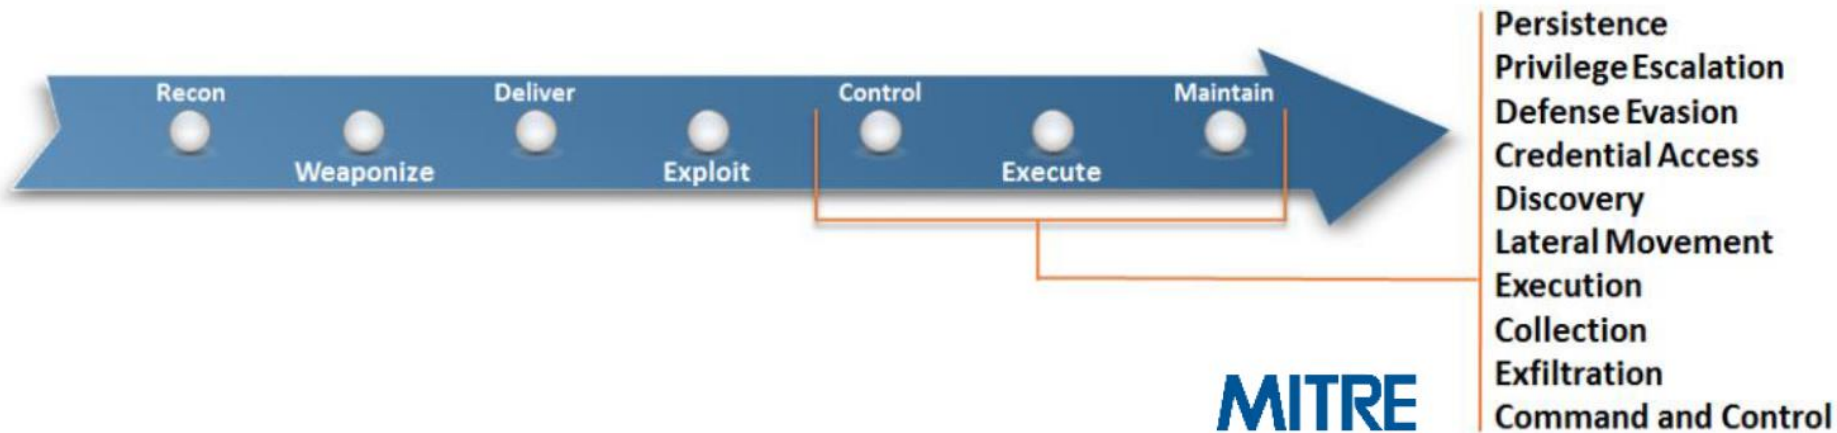 Recon
Weaponize
Deliver
Exploit
Control
Execute
Maintain
Persistence
Privilege Escalation
Defense Evasion
Credential Access
Discovery
Lateral Movement
Execution
Collection
Exfiltration
Command and Control
MITRE